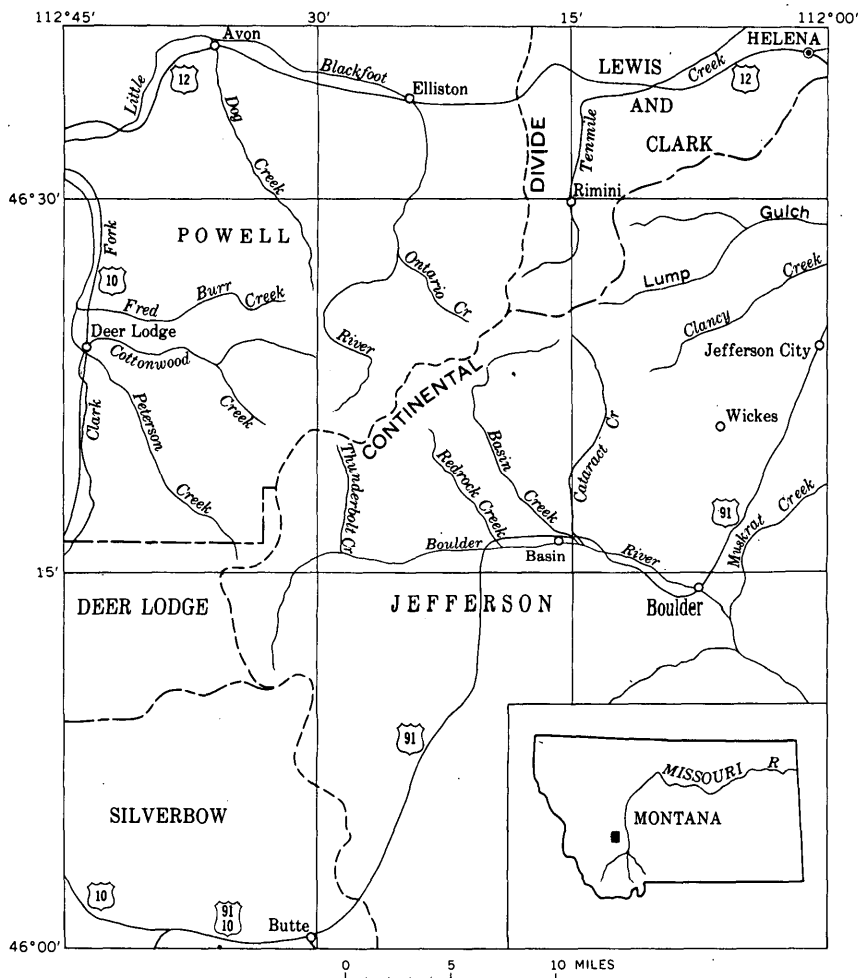 112°45' 30' 15' 112°00'
Avon
HELENA
Blackfoot
LEWIS
Creek
12
12
Little
Elliston
Dog
AND
Tenmile
CLARK
DIVIDE
Creek
46°30'
Rimini
Gulch
Fork
POWELL
10
Ontario Cr
Lump
Creek
Fred Burr Creek
Clancy
Deer Lodge
River
Jefferson City
Cottonwood
Creek
CONTINENTAL
Clark
Peterson
Creek
Wickes
Basin
Creek
Cataract Cr
Thunderbolt Cr
Redrock Creek
91
Muskrat Creek
Boulder River
Basin
15'
DEER LODGE
JEFFERSON
Boulder
91
MISSOURI R
SILVERBOW
MONTANA
10
91
10
Butte
46°00'
0 5 10 MILES